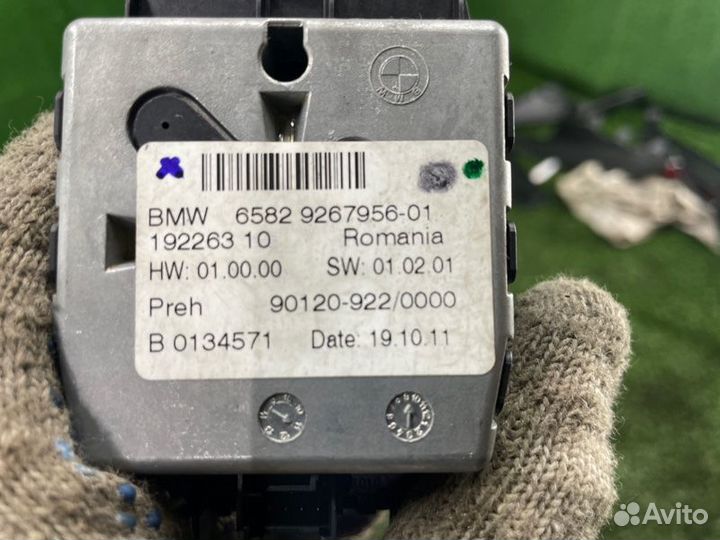 BMW 6582 9267956-01
192263 10 Romania
HW: 01.00.00 SW: 01.02.01
Preh 90120-922/0000
B 0134571 Date: 19.10.11
Avito